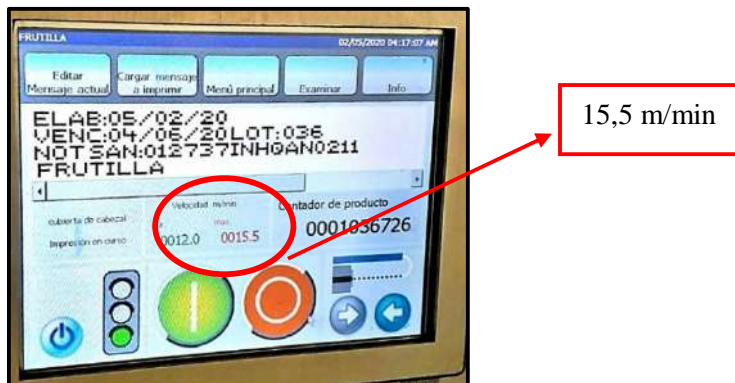 FRUTILLA
02/05/2020 04:17:07 AM
Editar
Mensaje actual
Cargar mensaje
a imprimir
Menú principal
Examinar
Info
ELAB:05/02/20
VENC:04/06/20LOT:036
NOTSAN:012737INHQAN0211
FRUTILLA
Velocidad m/min
Contador de producto
cubierta de cabezal
max.
0001036726
Impresión en curso
0012.0
0015.5
15,5 m/min